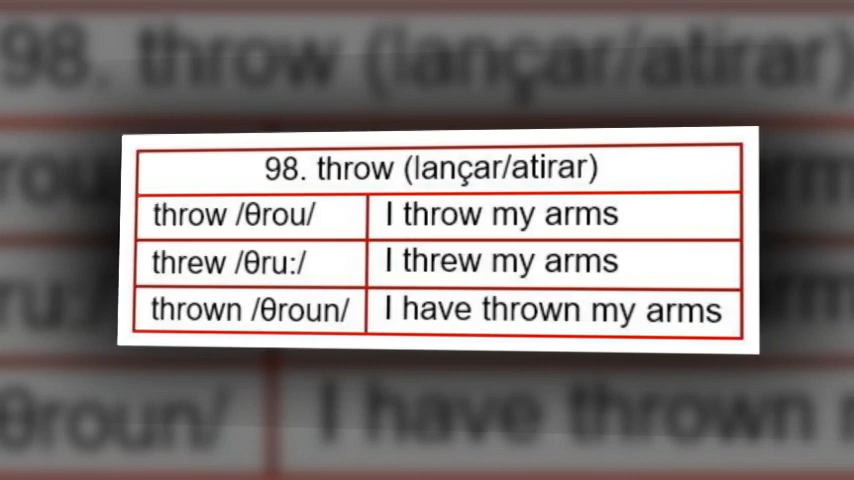 98. throw (lançar/atirar)
throw /θrou/ I throw my arms
threw /θru:/ I threw my arms
thrown /θroun/ I have thrown my arms